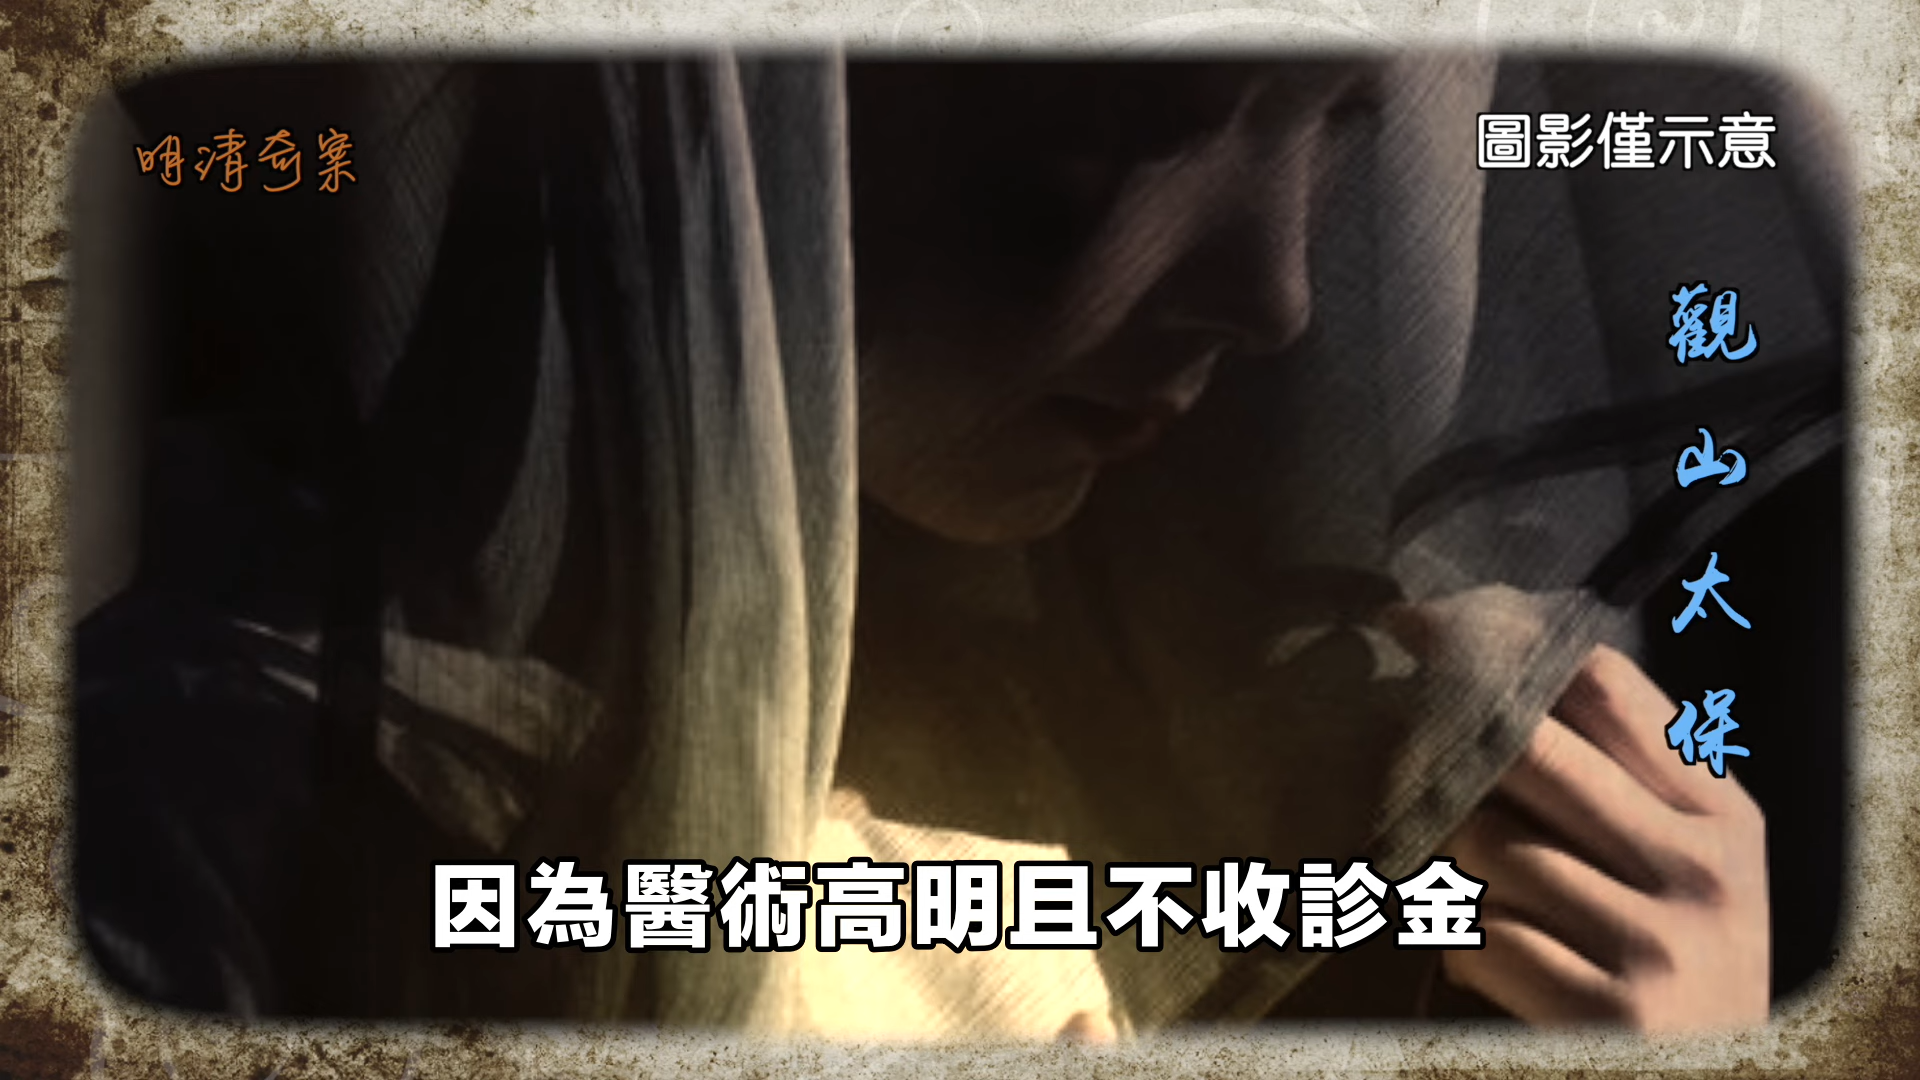 明清奇案
圖影僅示意
觀山太保
因為醫術高明且不收診金